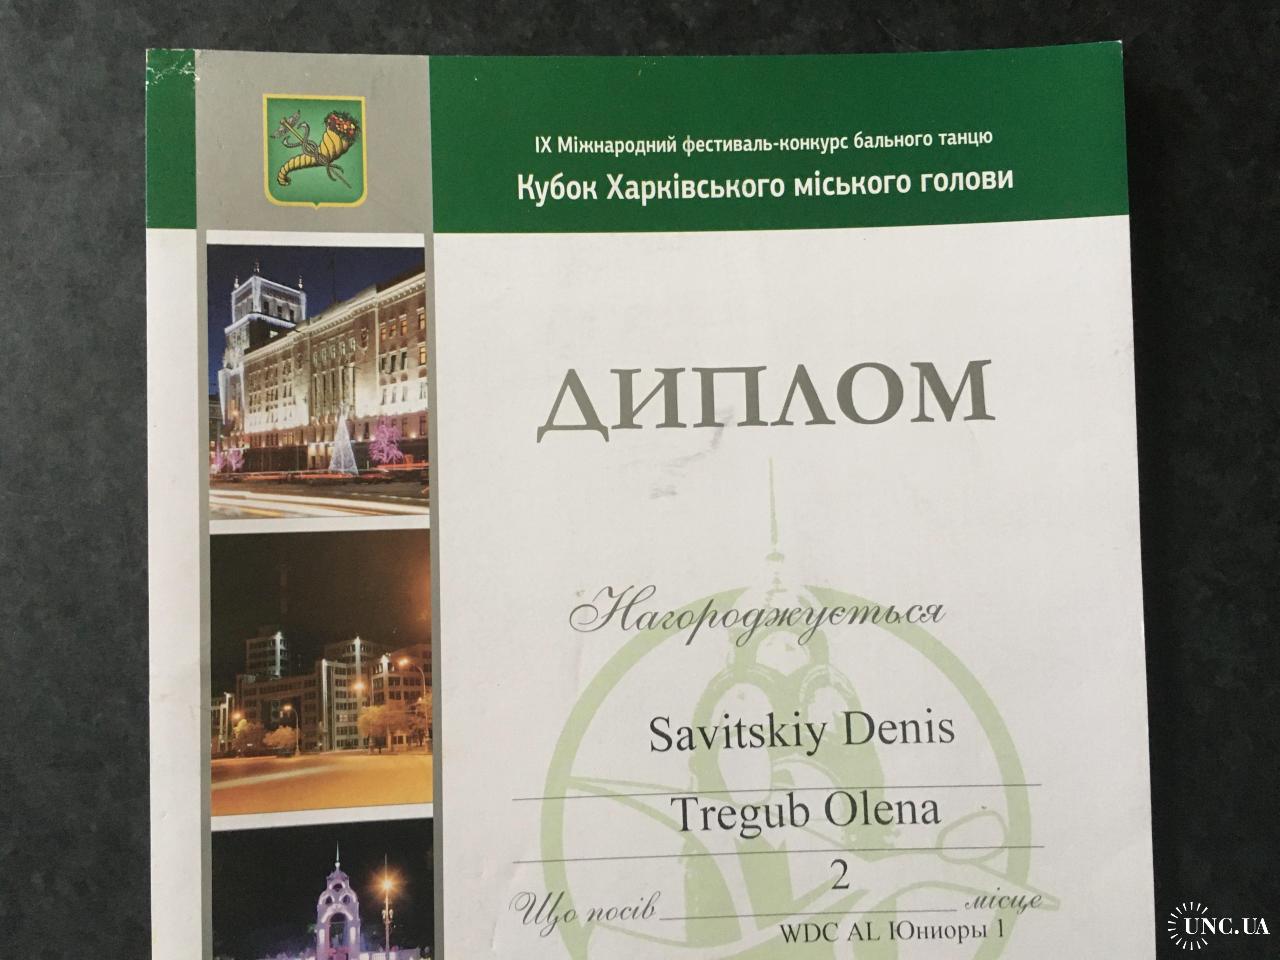 IX Міжнародний фестиваль-конкурс бального танцю
Кубок Харківського міського голови
ДИПЛОМ
Нагороджується
Savitskiy Denis
Tregub Olena
2
Що посів місце
WDC AL Юниоры 1
UNC.UA